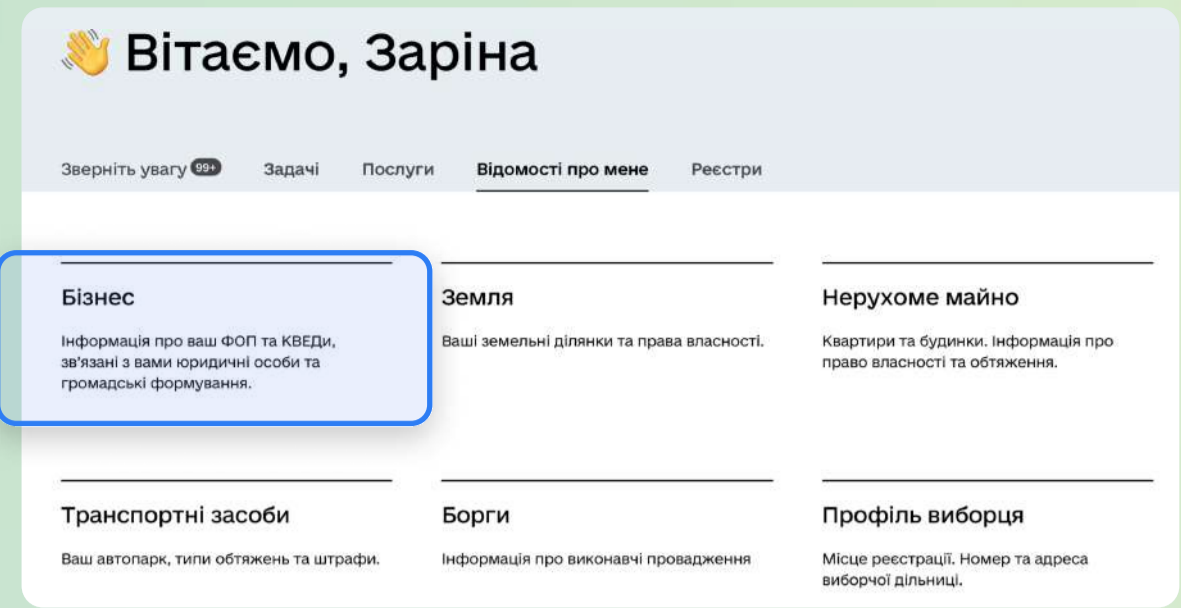 👋 Вітаємо, Заріна
Зверніть увагу 99+ Задачі Послуги Відомості про мене Реєстри
Бізнес
Інформація про ваш ФОП та КВЕДи,
зв'язані з вами юридичні особи та
громадські формування.
Земля
Ваші земельні ділянки та права власності.
Нерухоме майно
Квартири та будинки. Інформація про
право власності та обтяження.
Транспортні засоби
Ваш автопарк, типи обтяжень та штрафи.
Борги
Інформація про виконавчі провадження
Профіль виборця
Місце реєстрації. Номер та адреса
виборчої дільниці.